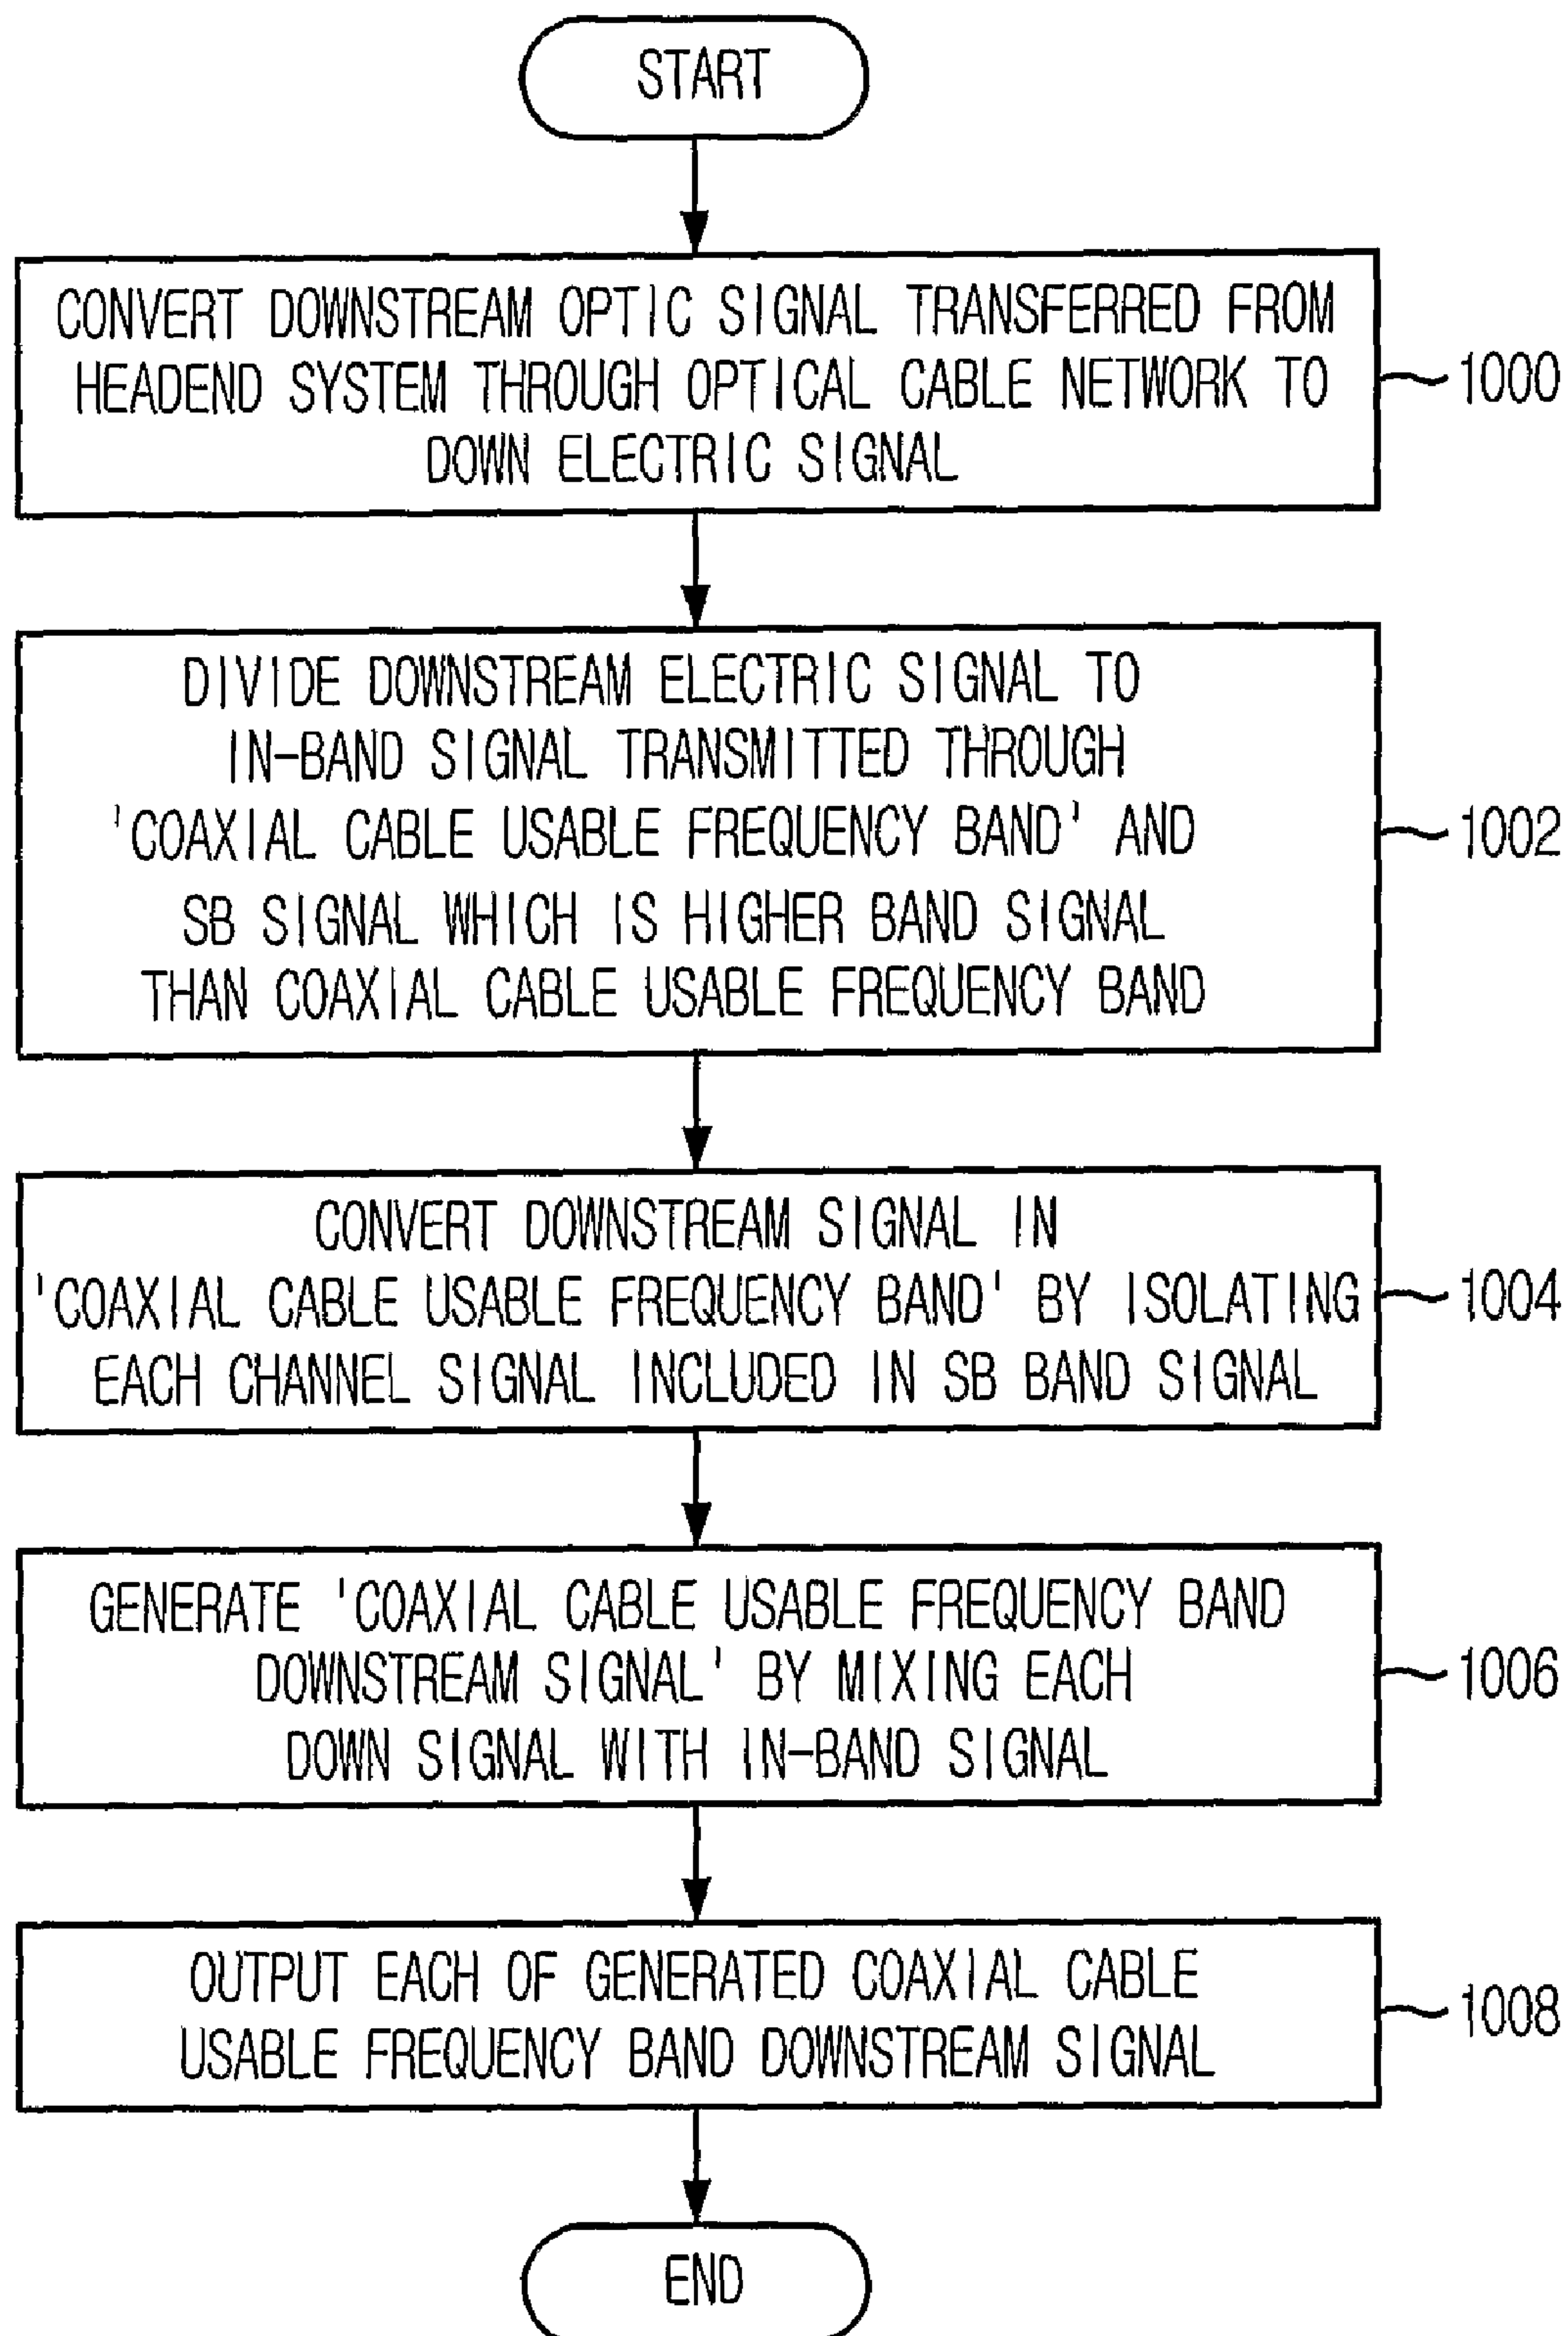 START
CONVERT DOWNSTREAM OPTIC SIGNAL TRANSFERRED FROM
HEADEND SYSTEM THROUGH OPTICAL CABLE NETWORK TO
DOWN ELECTRIC SIGNAL
1000
DIVIDE DOWNSTREAM ELECTRIC SIGNAL TO
IN-BAND SIGNAL TRANSMITTED THROUGH
'COAXIAL CABLE USABLE FREQUENCY BAND' AND
SB SIGNAL WHICH IS HIGHER BAND SIGNAL
THAN COAXIAL CABLE USABLE FREQUENCY BAND
1002
CONVERT DOWNSTREAM SIGNAL IN
'COAXIAL CABLE USABLE FREQUENCY BAND' BY ISOLATING
EACH CHANNEL SIGNAL INCLUDED IN SB BAND SIGNAL
1004
GENERATE 'COAXIAL CABLE USABLE FREQUENCY BAND
DOWNSTREAM SIGNAL' BY MIXING EACH
DOWN SIGNAL WITH IN-BAND SIGNAL
1006
OUTPUT EACH OF GENERATED COAXIAL CABLE
USABLE FREQUENCY BAND DOWNSTREAM SIGNAL
1008
END